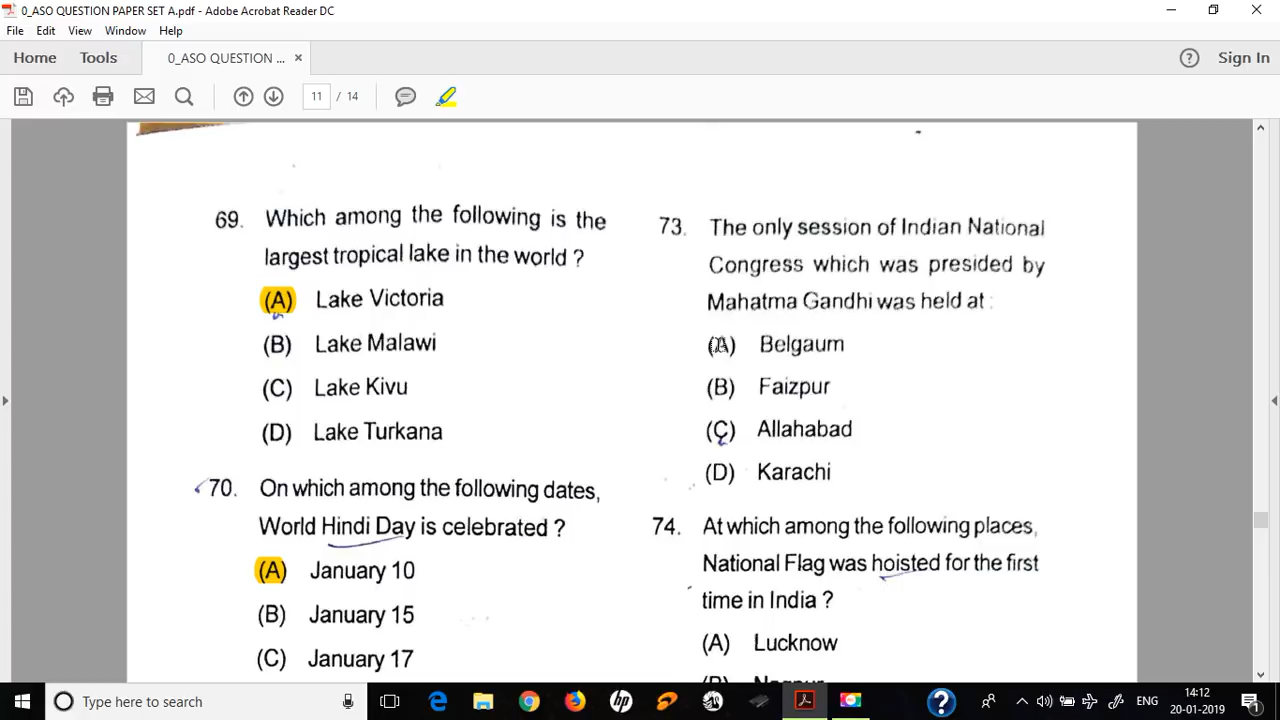 0_ASO QUESTION PAPER SET A.pdf - Adobe Acrobat Reader DC
File Edit View Window Help
Home Tools 0_ASO QUESTION ... × Sign In
11 / 14
69. Which among the following is the
largest tropical lake in the world ?
(A) Lake Victoria
(B) Lake Malawi
(C) Lake Kivu
(D) Lake Turkana
70. On which among the following dates,
World Hindi Day is celebrated ?
(A) January 10
(B) January 15
(C) January 17
73. The only session of Indian National
Congress which was presided by
Mahatma Gandhi was held at :
(A) Belgaum
(B) Faizpur
(C) Allahabad
(D) Karachi
74. At which among the following places,
National Flag was hoisted for the first
time in India ?
(A) Lucknow
(B) Nagpur
Type here to search
ENG
14:12
20-01-2019